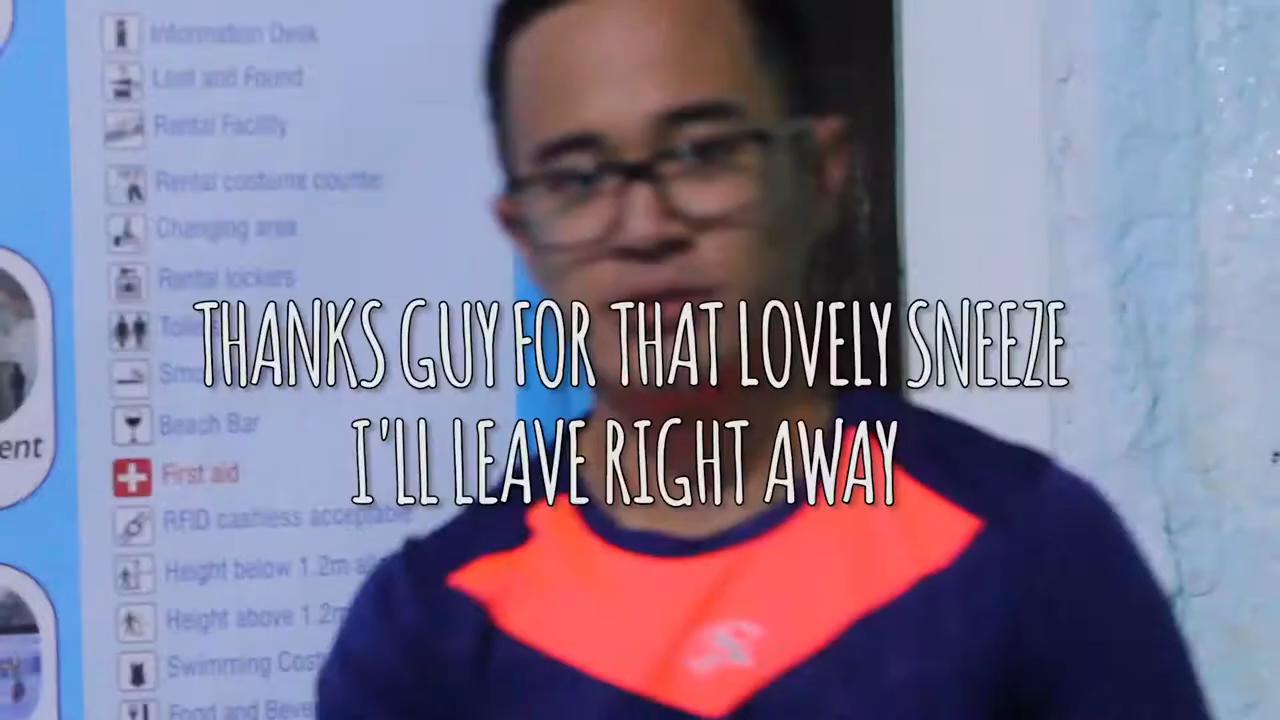 Information Desk
Lost and Found
Rental Facility
Rental costume counter
Changing area
Rental lockers
THANKS GUY FOR THAT LOVELY SNEEZE
I'LL LEAVE RIGHT AWAY
Beach Bar
ent
First aid
RFID cashless acceptable
Height below 1.2m
Height above 1.2m
Swimming
Food and